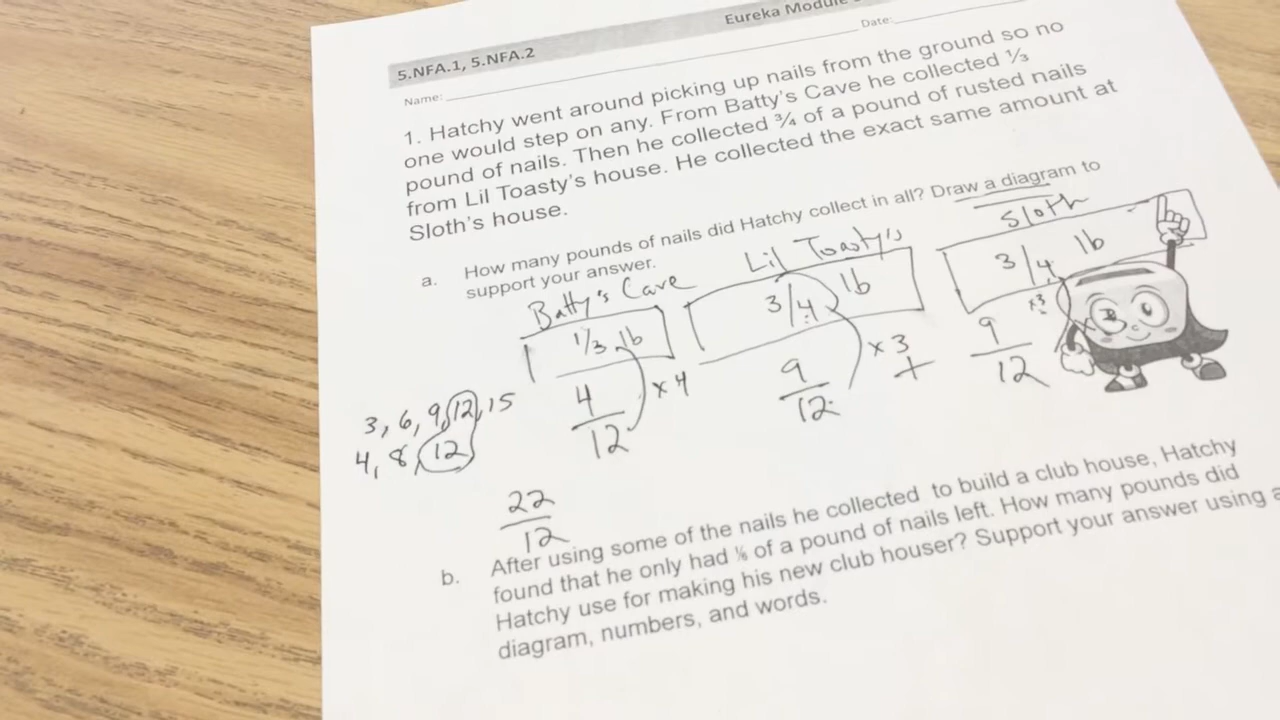 Eureka Module
5.NFA.1, 5.NFA.2
Name: Date:
1. Hatchy went around picking up nails from the ground so no
one would step on any. From Batty's Cave he collected ⅓
pound of nails. Then he collected ¾ of a pound of rusted nails
from Lil Toasty's house. He collected the exact same amount at
Sloth's house.
a. How many pounds of nails did Hatchy collect in all? Draw a diagram to
support your answer.
Batty's Cave Lil Toasty's Sloth
1/3 lb 3/4 lb 3/4 lb
x3
4/12 x 4 9/12 x 3 + 9/12
3, 6, 9, 12, 15
4, 8, 12
22/12
b. After using some of the nails he collected to build a club house, Hatchy
found that he only had ⅙ of a pound of nails left. How many pounds did
Hatchy use for making his new club houser? Support your answer using a
diagram, numbers, and words.